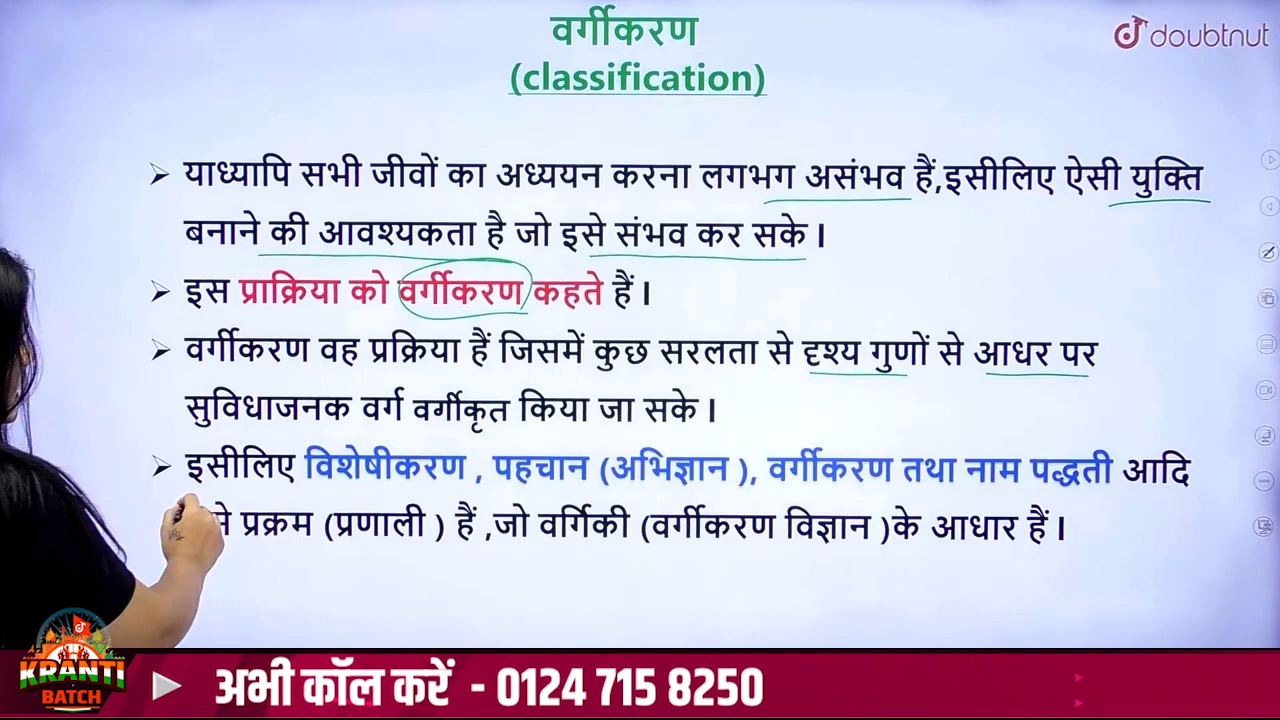 वर्गीकरण
doubtnut
(classification)
याध्यापि सभी जीवों का अध्ययन करना लगभग असंभव हैं,इसीलिए ऐसी युक्ति
बनाने की आवश्यकता है जो इसे संभव कर सके I
इस प्राक्रिया को वर्गीकरण कहते हैं I
वर्गीकरण वह प्रक्रिया हैं जिसमें कुछ सरलता से दृश्य गुणों से आधर पर
सुविधाजनक वर्ग वर्गीकृत किया जा सके I
इसीलिए विशेषीकरण , पहचान (अभिज्ञान ), वर्गीकरण तथा नाम पद्धती आदि
प्रक्रम (प्रणाली ) हैं ,जो वर्गिकी (वर्गीकरण विज्ञान )के आधार हैं I
KRANTI
BATCH
अभी कॉल करें - 0124 715 8250